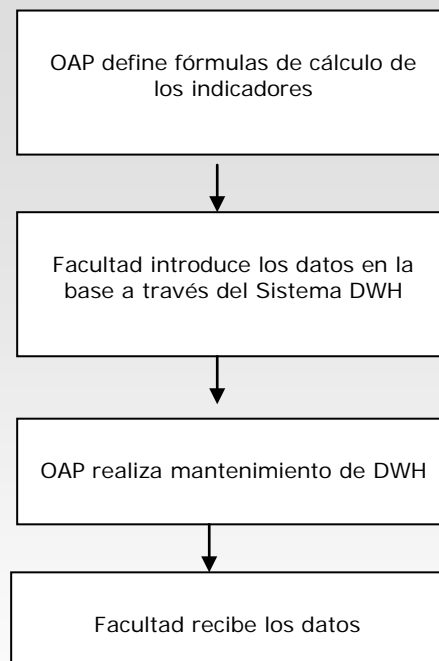 OAP define fórmulas de cálculo de
los indicadores
Facultad introduce los datos en la
base a través del Sistema DWH
OAP realiza mantenimiento de DWH
Facultad recibe los datos